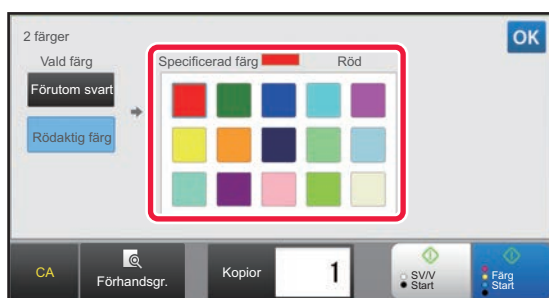 2 färger
OK
Vald färg
Specificerad färg
Röd
Förutom svart
Rödaktig färg
CA
Förhandsgr.
Kopior
1
SV/V
Start
Färg
Start